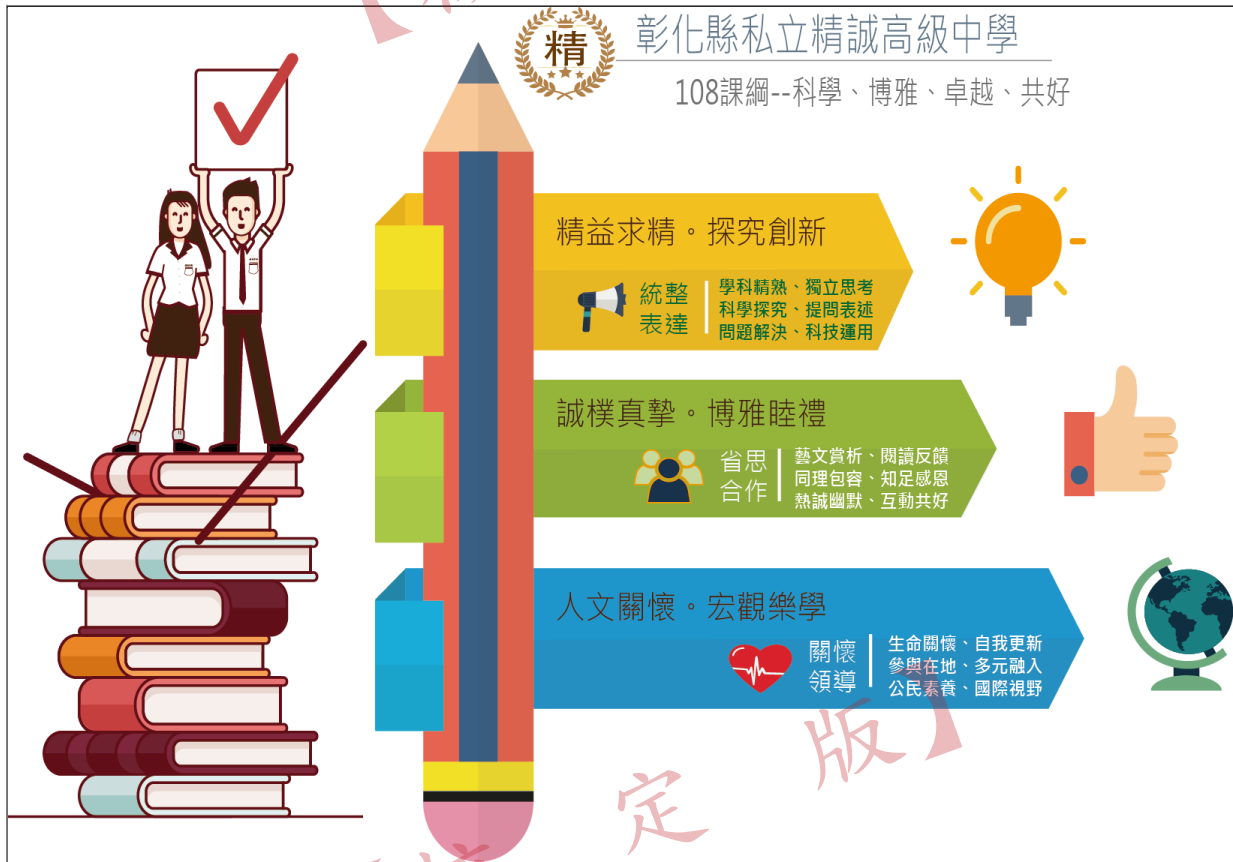 精
彰化縣私立精誠高級中學
108課綱--科學、博雅、卓越、共好
精益求精。探究創新
統整
表達
學科精熟、獨立思考
科學探究、提問表述
問題解決、科技運用
誠樸真摯。博雅睦禮
省思
合作
藝文賞析、閱讀反饋
同理包容、知足感恩
熱誠幽默、互動共好
人文關懷。宏觀樂學
關懷
領導
生命關懷、自我更新
參與在地、多元融入
公民素養、國際視野
定 版】